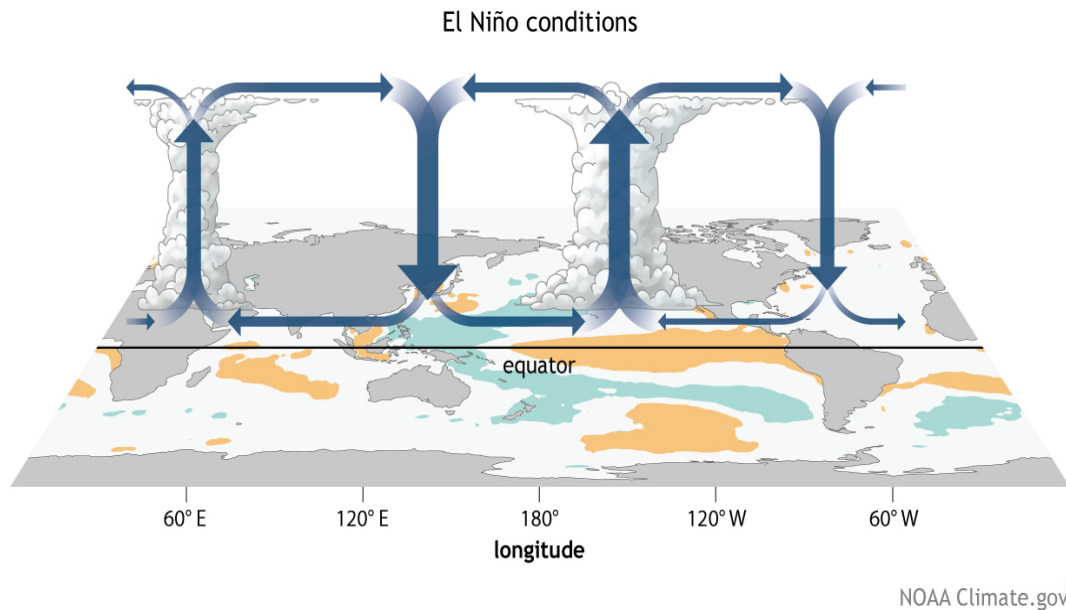 El Niño conditions
equator
60° E 120° E 180° 120° W 60° W
longitude
NOAA Climate.gov